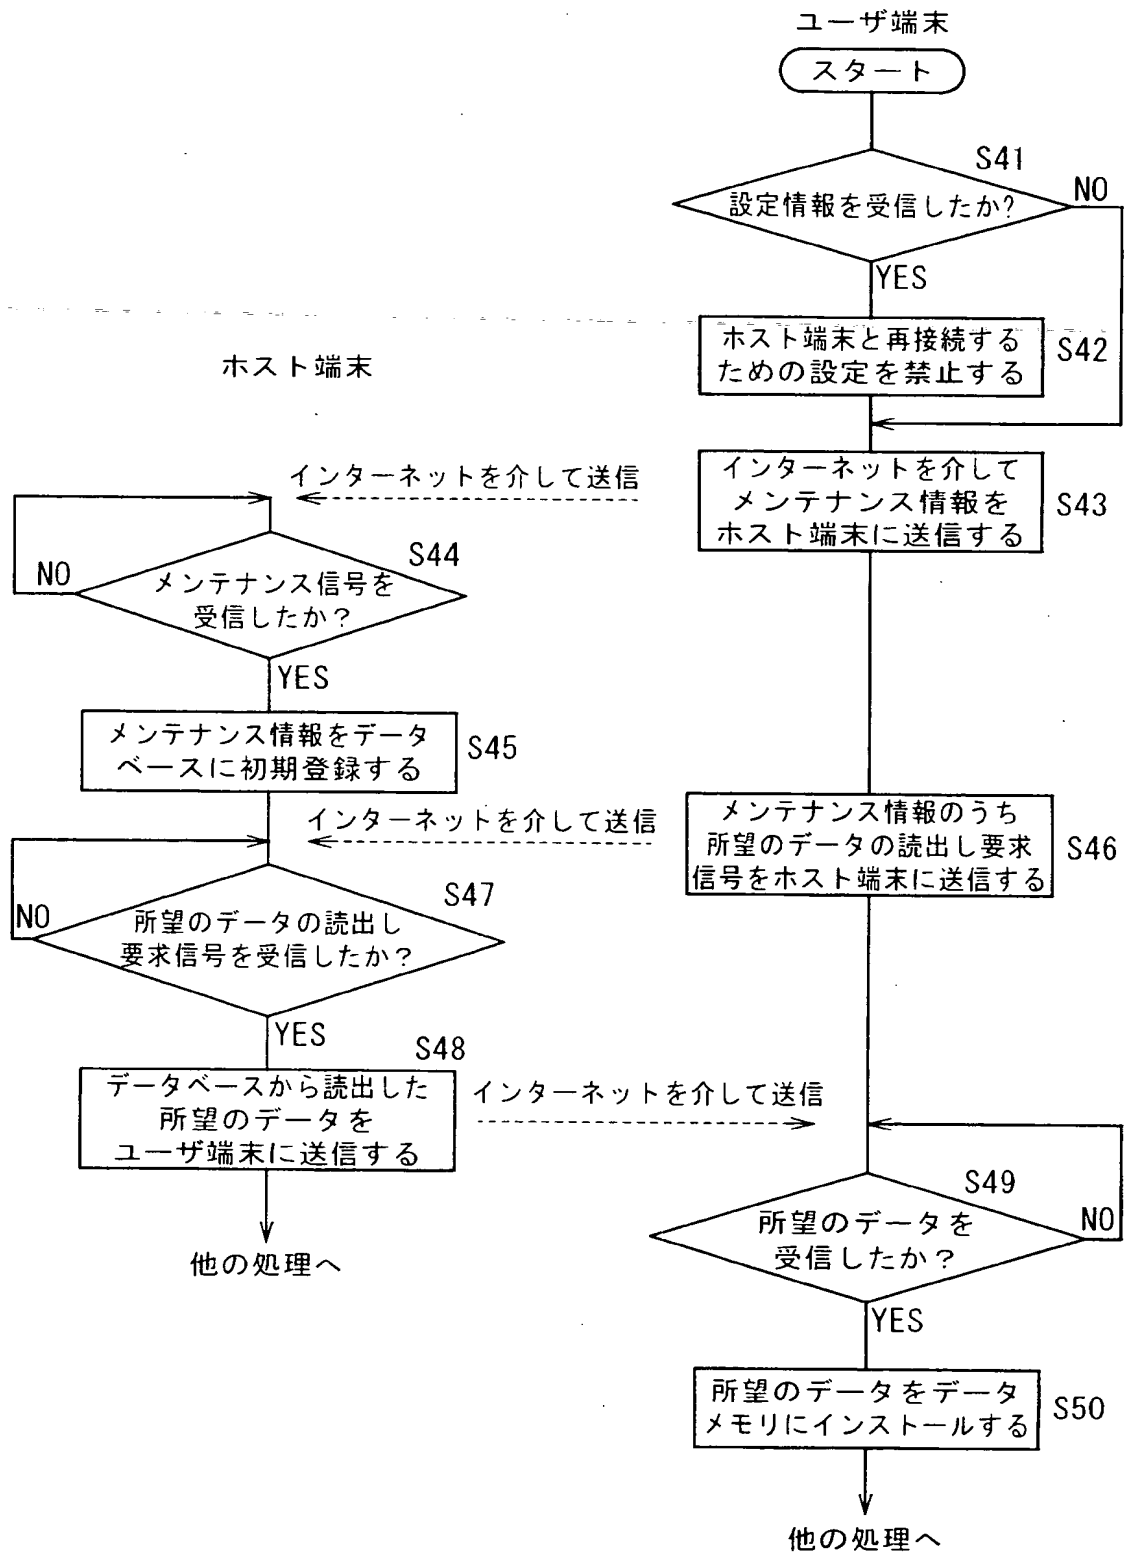 ユーザ端末
スタート
S41
設定情報を受信したか?
NO
YES
ホスト端末と再接続する
ための設定を禁止する
S42
ホスト端末
インターネットを介して
メンテナンス情報を
ホスト端末に送信する
S43
インターネットを介して送信
S44
メンテナンス信号を
受信したか?
NO
YES
メンテナンス情報をデータ
ベースに初期登録する
S45
インターネットを介して送信
メンテナンス情報のうち
所望のデータの読出し要求
信号をホスト端末に送信する
S46
S47
所望のデータの読出し
要求信号を受信したか?
NO
YES
S48
データベースから読出した
所望のデータを
ユーザ端末に送信する
インターネットを介して送信
他の処理へ
S49
所望のデータを
受信したか?
NO
YES
所望のデータをデータ
メモリにインストールする
S50
他の処理へ